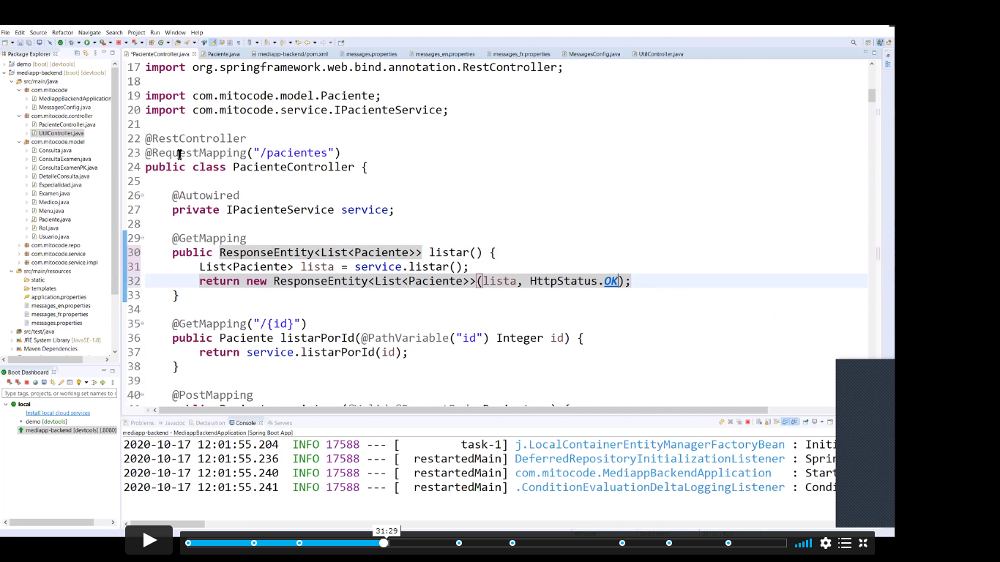 File Edit Source Refactor Navigate Search Project Run Window Help
Package Explorer
demo [boot] [devtools]
mediapp-backend [boot] [devtools]
src/main/java
com.mitocode
MediappBackendApplication
MessagesConfig.java
com.mitocode.controller
PacienteController.java
UtilController.java
com.mitocode.model
Consulta.java
ConsultaExamen.java
ConsultaExamenPK.java
DetalleConsulta.java
Especialidad.java
Examen.java
Medico.java
Menu.java
Paciente.java
Rol.java
Usuario.java
com.mitocode.repo
com.mitocode.service
com.mitocode.service.impl
src/main/resources
static
templates
application.properties
messages_en.properties
messages_fr.properties
messages.properties
src/test/java
JRE System Library [JavaSE-1.8]
Maven Dependencies
Boot Dashboard
Type tags, projects, or working set names to
local
Install local cloud services
demo [devtools]
mediapp-backend [devtools] [:8080]
*PacienteController.java Paciente.java mediapp-backend/pom.xml messages.properties messages_en.properties messages_fr.properties MessagesConfig.java UtilController.java
17 import org.springframework.web.bind.annotation.RestController;
18
19 import com.mitocode.model.Paciente;
20 import com.mitocode.service.IPacienteService;
21
22 @RestController
23 @RequestMapping("/pacientes")
24 public class PacienteController {
25
26 @Autowired
27 private IPacienteService service;
28
29 @GetMapping
30 public ResponseEntity<List<Paciente>> listar() {
31 List<Paciente> lista = service.listar();
32 return new ResponseEntity<List<Paciente>>(lista, HttpStatus.OK);
33 }
34
35 @GetMapping("/{id}")
36 public Paciente listarPorId(@PathVariable("id") Integer id) {
37 return service.listarPorId(id);
38 }
39
40 @PostMapping
Problems Javadoc Declaration Console Servers
mediapp-backend - MediappBackendApplication [Spring Boot App]
2020-10-17 12:01:55.204 INFO 17588 --- [ task-1] j.LocalContainerEntityManagerFactoryBean : Initi
2020-10-17 12:01:55.236 INFO 17588 --- [ restartedMain] DeferredRepositoryInitializationListener : Sprin
2020-10-17 12:01:55.240 INFO 17588 --- [ restartedMain] com.mitocode.MediappBackendApplication : Start
2020-10-17 12:01:55.241 INFO 17588 --- [ restartedMain] .ConditionEvaluationDeltaLoggingListener : Condi
31:29